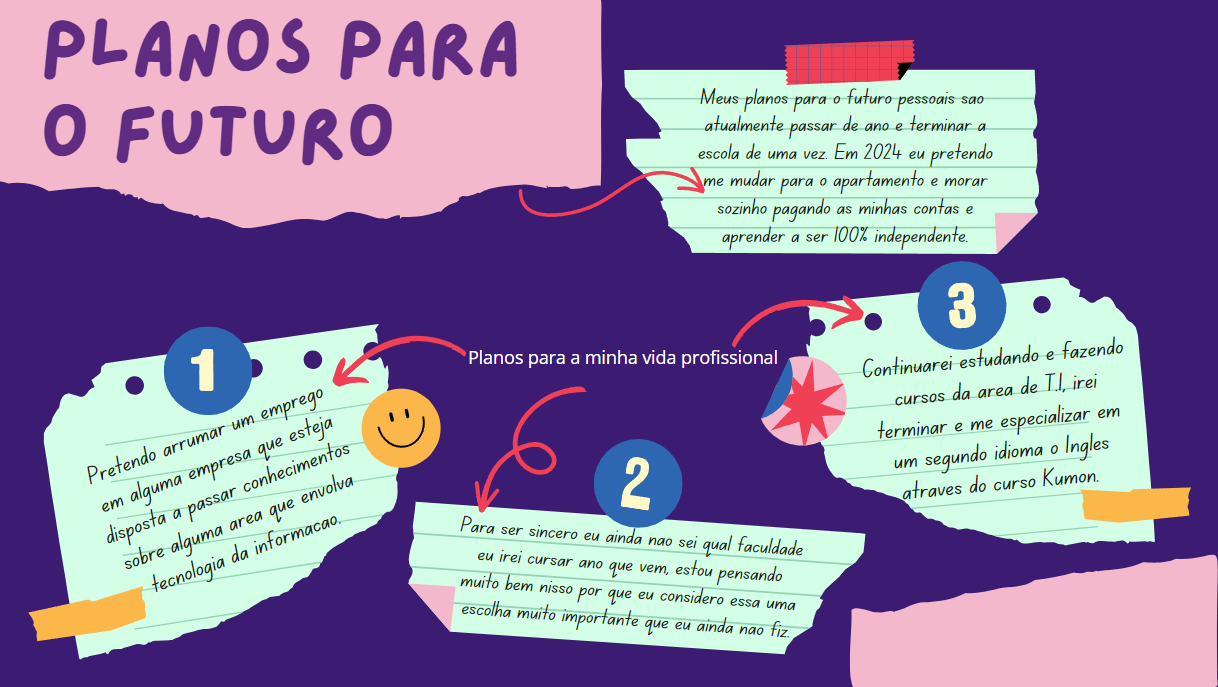 PLANOS PARA
O FUTURO
Meus planos para o futuro pessoais sao
atualmente passar de ano e terminar a
escola de uma vez. Em 2024 eu pretendo
me mudar para o apartamento e morar
sozinho pagando as minhas contas e
aprender a ser 100% independente.
Planos para a minha vida profissional
1
Pretendo arrumar um emprego
em alguma empresa que esteja
disposta a passar conhecimentos
sobre alguma area que envolva
tecnologia da informacao.
2
Para ser sincero eu ainda nao sei qual faculdade
eu irei cursar ano que vem, estou pensando
muito bem nisso por que eu considero essa uma
escolha muito importante que eu ainda nao fiz.
3
Continuarei estudando e fazendo
cursos da area de T.I, irei
terminar e me especializar em
um segundo idioma o Ingles
atraves do curso Kumon.